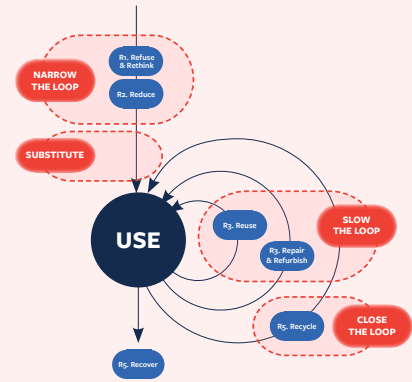 R1. Refuse
& Rethink
NARROW
THE LOOP
R2. Reduce
SUBSTITUTE
USE
R3. Reuse
SLOW
THE LOOP
R3. Repair
& Refurbish
R5. Recycle
CLOSE
THE LOOP
R5. Recover